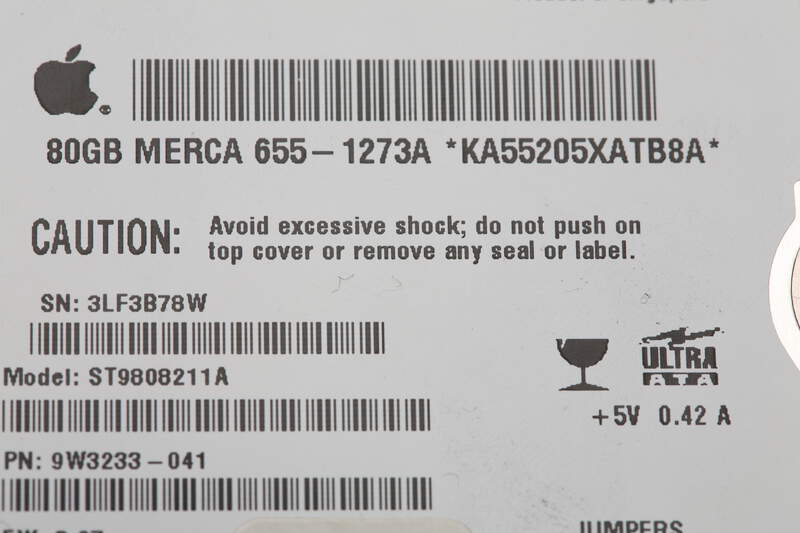 80GB MERCA 655-1273A *KA55205XATB8A*
CAUTION: Avoid excessive shock; do not push on
top cover or remove any seal or label.
SN: 3LF3B78W
Model: ST9808211A
ULTRA
ATA
+5V 0.42 A
PN: 9W3233-041
JUMPERS